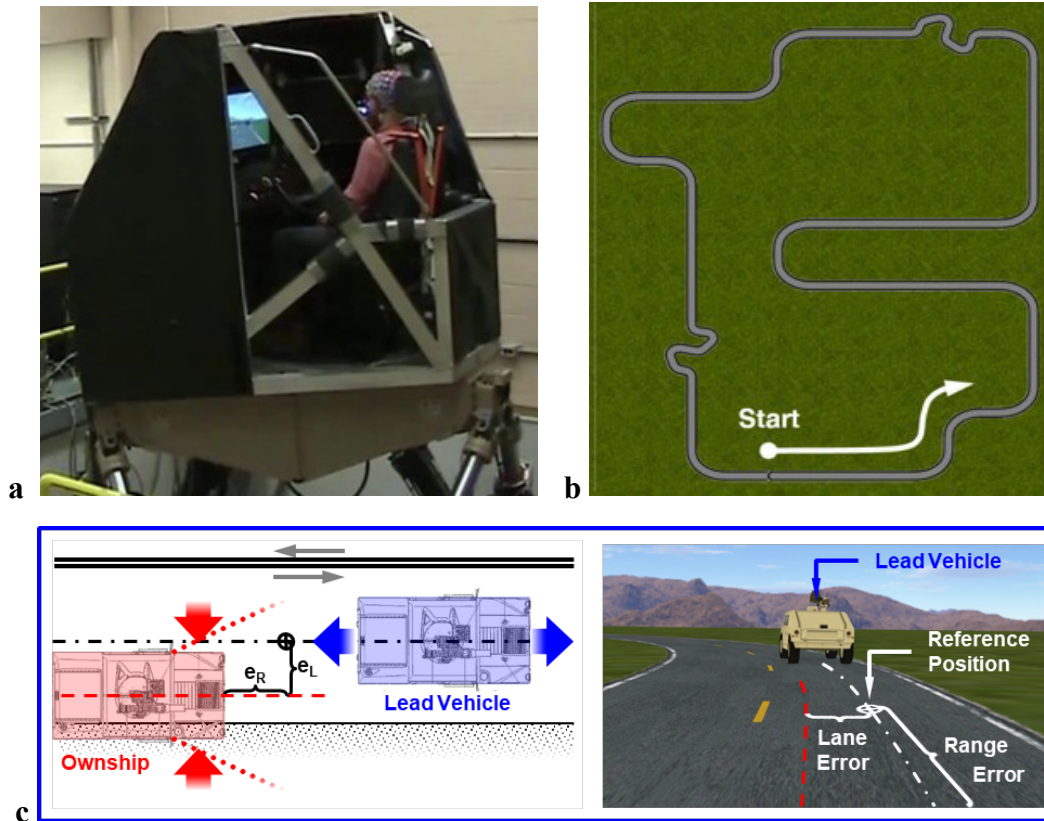 a
b
Start
c
e_R
e_L
Lead Vehicle
Ownship
Lead Vehicle
Reference
Position
Lane
Error
Range
Error